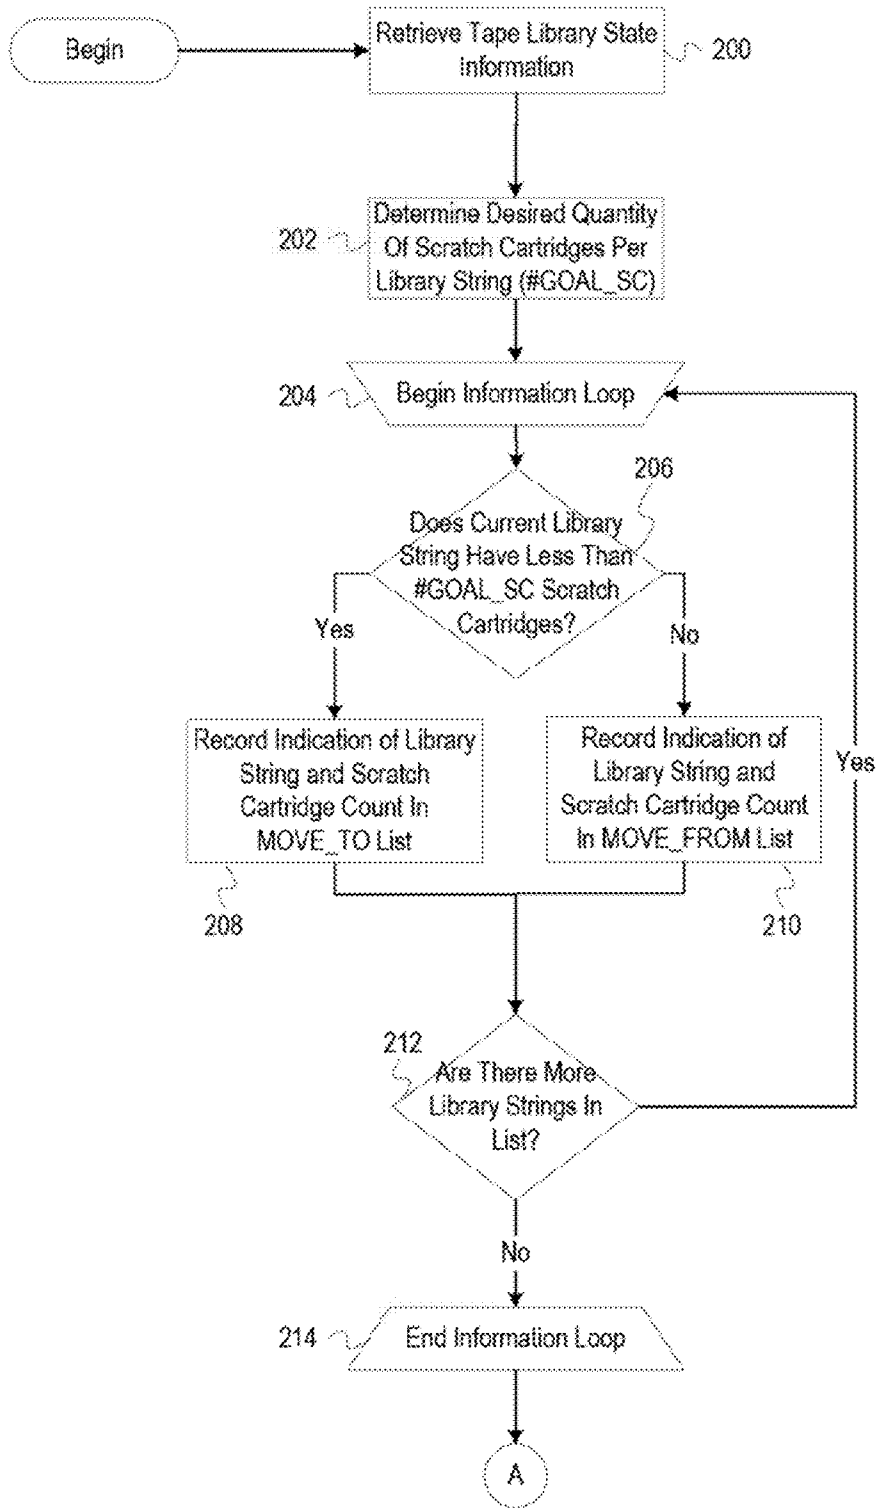 Begin
Retrieve Tape Library State
Information
200
202
Determine Desired Quantity
Of Scratch Cartridges Per
Library String (#GOAL_SC)
204
Begin Information Loop
206
Does Current Library
String Have Less Than
#GOAL_SC Scratch
Cartridges?
Yes
No
Record Indication of Library
String and Scratch
Cartridge Count In
MOVE_TO List
208
Record Indication of
Library String and
Scratch Cartridge Count
In MOVE_FROM List
210
Yes
212
Are There More
Library Strings In
List?
No
214
End Information Loop
A